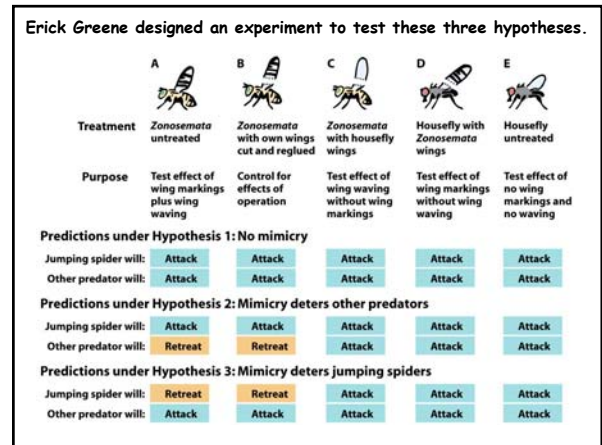 Erick Greene designed an experiment to test these three hypotheses.
A B C D E
Treatment
Zonosemata untreated
Zonosemata with own wings cut and reglued
Zonosemata with housefly wings
Housefly with Zonosemata wings
Housefly untreated
Purpose
Test effect of wing markings plus wing waving
Control for effects of operation
Test effect of wing waving without wing markings
Test effect of wing markings without wing waving
Test effect of no wing markings and no waving
Predictions under Hypothesis 1: No mimicry
Jumping spider will: Attack Attack Attack Attack Attack
Other predator will: Attack Attack Attack Attack Attack
Predictions under Hypothesis 2: Mimicry deters other predators
Jumping spider will: Attack Attack Attack Attack Attack
Other predator will: Retreat Retreat Attack Attack Attack
Predictions under Hypothesis 3: Mimicry deters jumping spiders
Jumping spider will: Retreat Retreat Attack Attack Attack
Other predator will: Attack Attack Attack Attack Attack